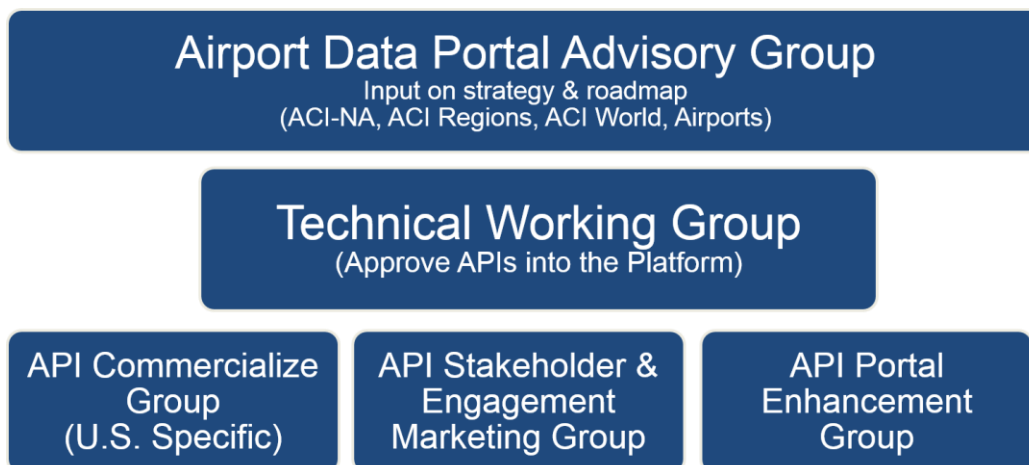 Airport Data Portal Advisory Group
Input on strategy & roadmap
(ACI-NA, ACI Regions, ACI World, Airports)
Technical Working Group
(Approve APIs into the Platform)
API Commercialize
Group
(U.S. Specific)
API Stakeholder &
Engagement
Marketing Group
API Portal
Enhancement
Group